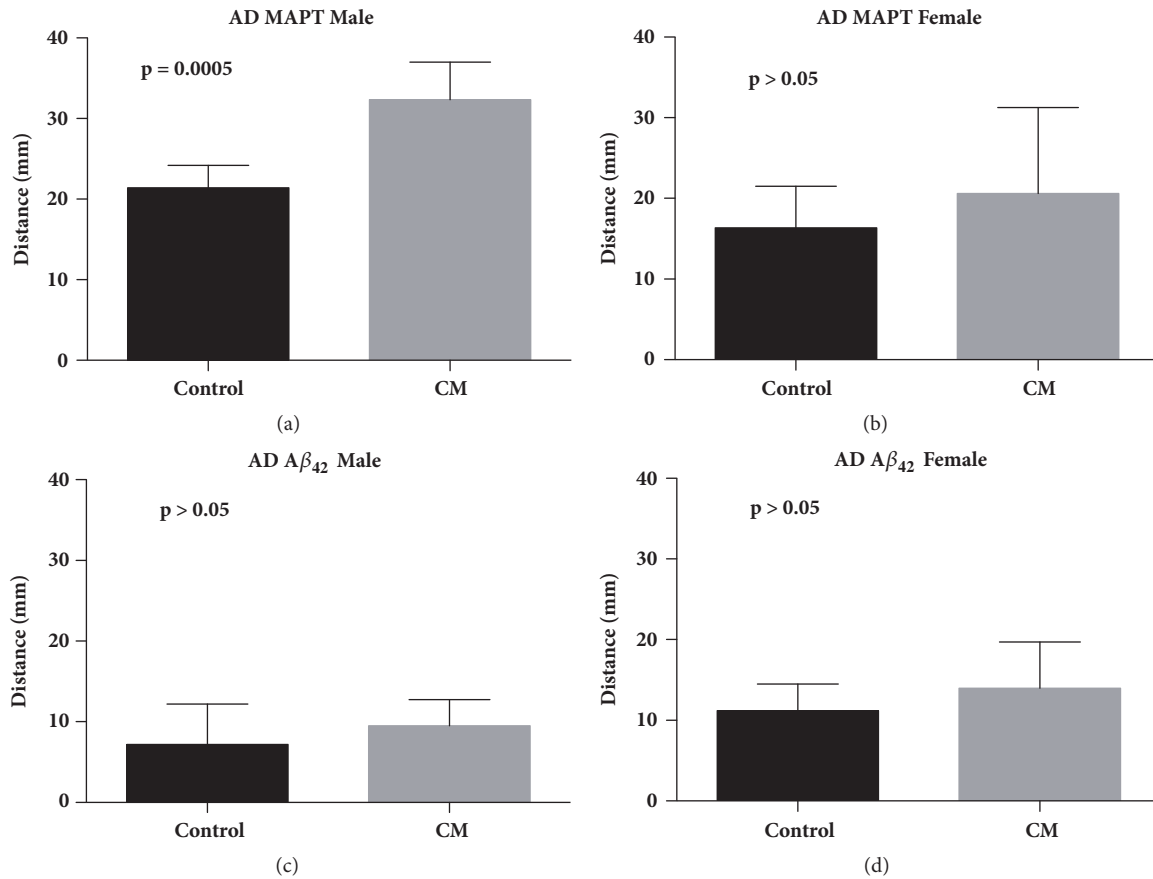 AD MAPT Male
p = 0.0005
Distance (mm)
40
30
20
10
0
Control CM
(a)
AD MAPT Female
p > 0.05
Distance (mm)
40
30
20
10
0
Control CM
(b)
AD Aβ42 Male
p > 0.05
Distance (mm)
40
30
20
10
0
Control CM
(c)
AD Aβ42 Female
p > 0.05
Distance (mm)
40
30
20
10
0
Control CM
(d)